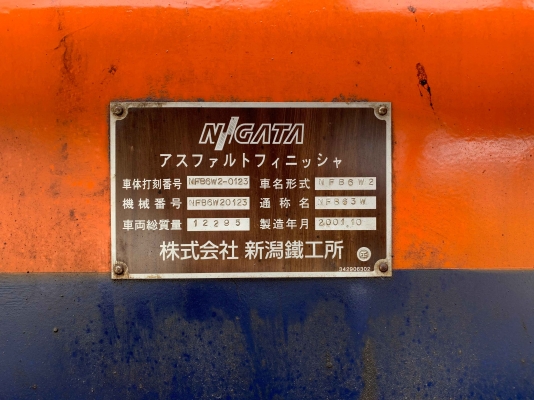 NIIGATA
アスファルトフィニッシャ
車体打刻番号 NFB6W2-0123 車名形式 NFB6W2
機械番号 NFB6W20123 通称名 NFB63W
車両総質量 12295 製造年月 2001.10
株式会社 新潟鐵工所
342906302